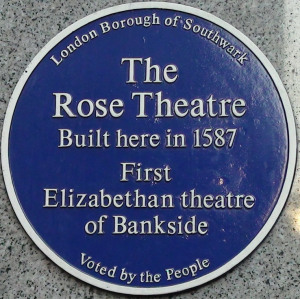 London Borough of Southwark
The
Rose Theatre
Built here in 1587
First
Elizabethan theatre
of Bankside
Voted by the People